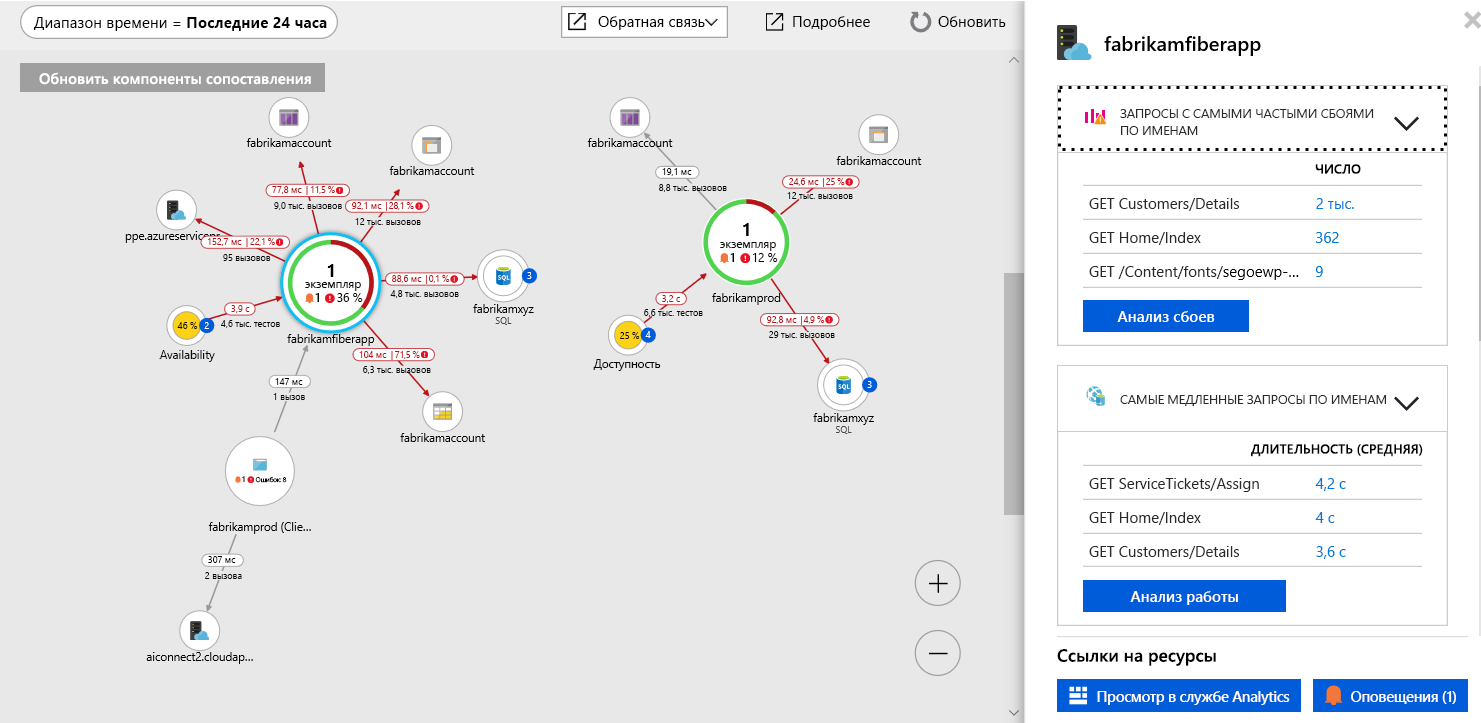 Диапазон времени = Последние 24 часа
Обратная связь
Подробнее
Обновить
Обновить компоненты сопоставления
fabrikamaccount
fabrikamaccount
77,8 мс | 11,5 %
9,0 тыс. вызовов
92,1 мс | 28,1 %
12 тыс. вызовов
ppe.azureserviceprc
152,7 мс | 22,1 %
95 вызовов
1
экземпляр
1 36 %
fabrikamfiberapp
88,6 мс | 0,1 %
4,8 тыс. вызовов
SQL
3
fabrikamxyz
SQL
3,9 с
4,6 тыс. тестов
46 %
2
Availability
104 мс | 71,5 %
6,3 тыс. вызовов
fabrikamaccount
147 мс
1 вызов
1 Ошибок: 8
fabrikamprod (Clie...
307 мс
2 вызова
aiconnect2.cloudap...
fabrikamaccount
fabrikamaccount
19,1 мс
8,8 тыс. вызовов
24,6 мс | 25 %
12 тыс. вызовов
1
экземпляр
1 12 %
fabrikamprod
3,2 с
6,6 тыс. тестов
25 %
4
Доступность
92,8 мс | 4,9 %
29 тыс. вызовов
SQL
3
fabrikamxyz
SQL
fabrikamfiberapp
ЗАПРОСЫ С САМЫМИ ЧАСТЫМИ СБОЯМИ
ПО ИМЕНАМ
ЧИСЛО
GET Customers/Details 2 тыс.
GET Home/Index 362
GET /Content/fonts/segoewp-... 9
Анализ сбоев
САМЫЕ МЕДЛЕННЫЕ ЗАПРОСЫ ПО ИМЕНАМ
ДЛИТЕЛЬНОСТЬ (СРЕДНЯЯ)
GET ServiceTickets/Assign 4,2 с
GET Home/Index 4 с
GET Customers/Details 3,6 с
Анализ работы
Ссылки на ресурсы
Просмотр в службе Analytics
Оповещения (1)